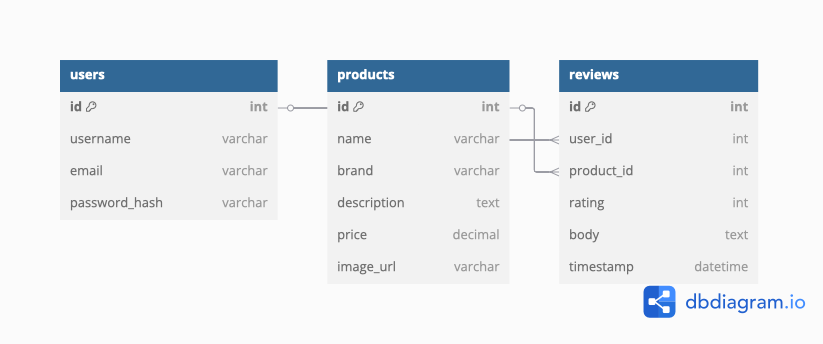 users
id int
username varchar
email varchar
password_hash varchar
products
id int
name varchar
brand varchar
description text
price decimal
image_url varchar
reviews
id int
user_id int
product_id int
rating int
body text
timestamp datetime
dbdiagram.io